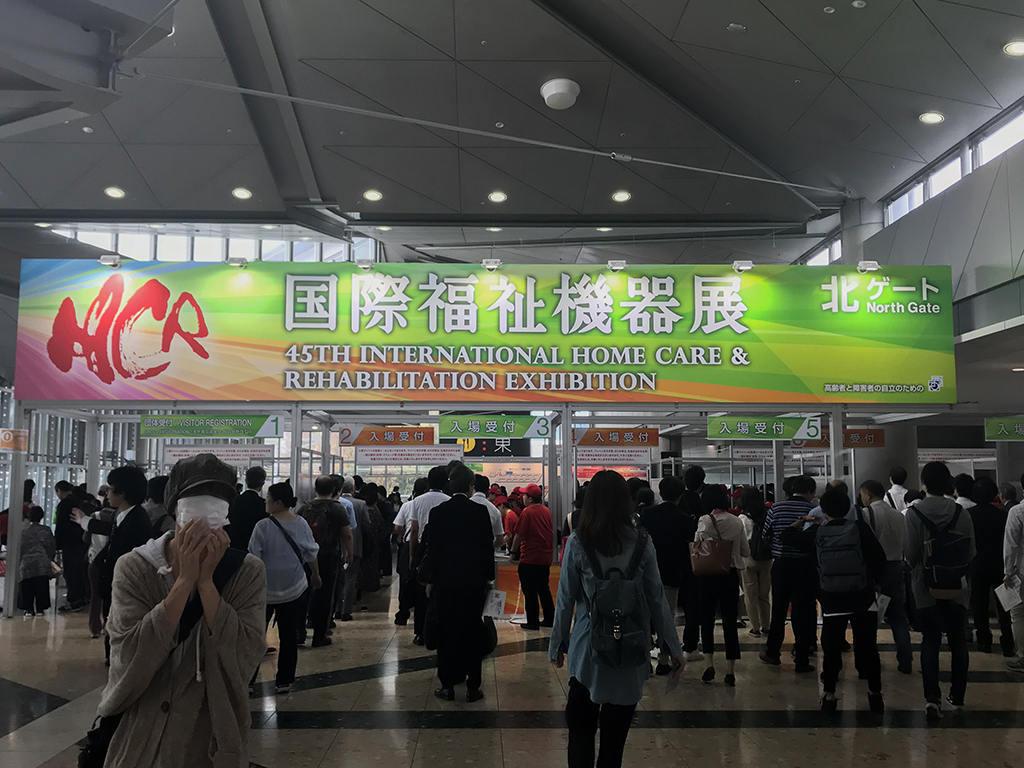 HCR
国際福祉機器展
45TH INTERNATIONAL HOME CARE &
REHABILITATION EXHIBITION
北 ゲート
North Gate
高齢者と障害者の自立のための
団体受付 VISITOR REGISTRATION 1
2 入場受付
東 3
入場受付
入場受付 5
入場受付